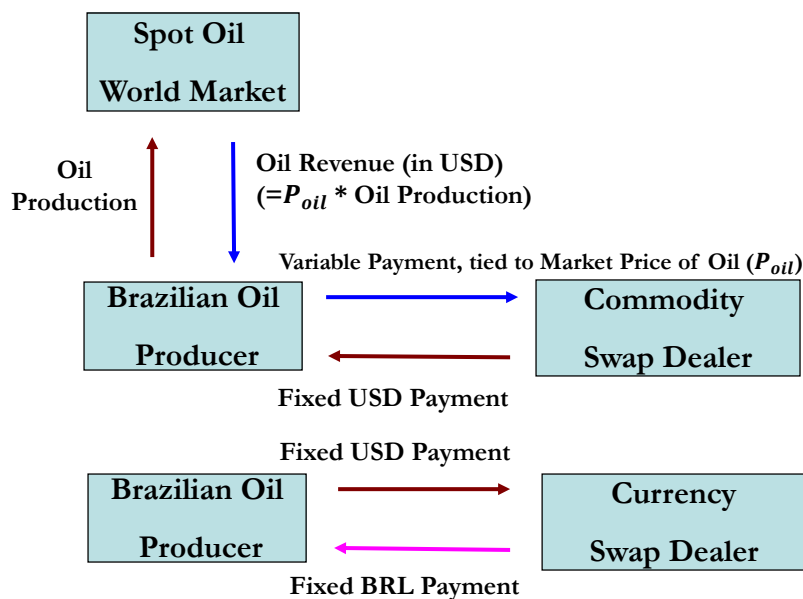 Spot Oil
World Market
Oil
Production
Oil Revenue (in USD)
(=P_oil * Oil Production)
Variable Payment, tied to Market Price of Oil (P_oil)
Brazilian Oil
Producer
Commodity
Swap Dealer
Fixed USD Payment
Fixed USD Payment
Brazilian Oil
Producer
Currency
Swap Dealer
Fixed BRL Payment